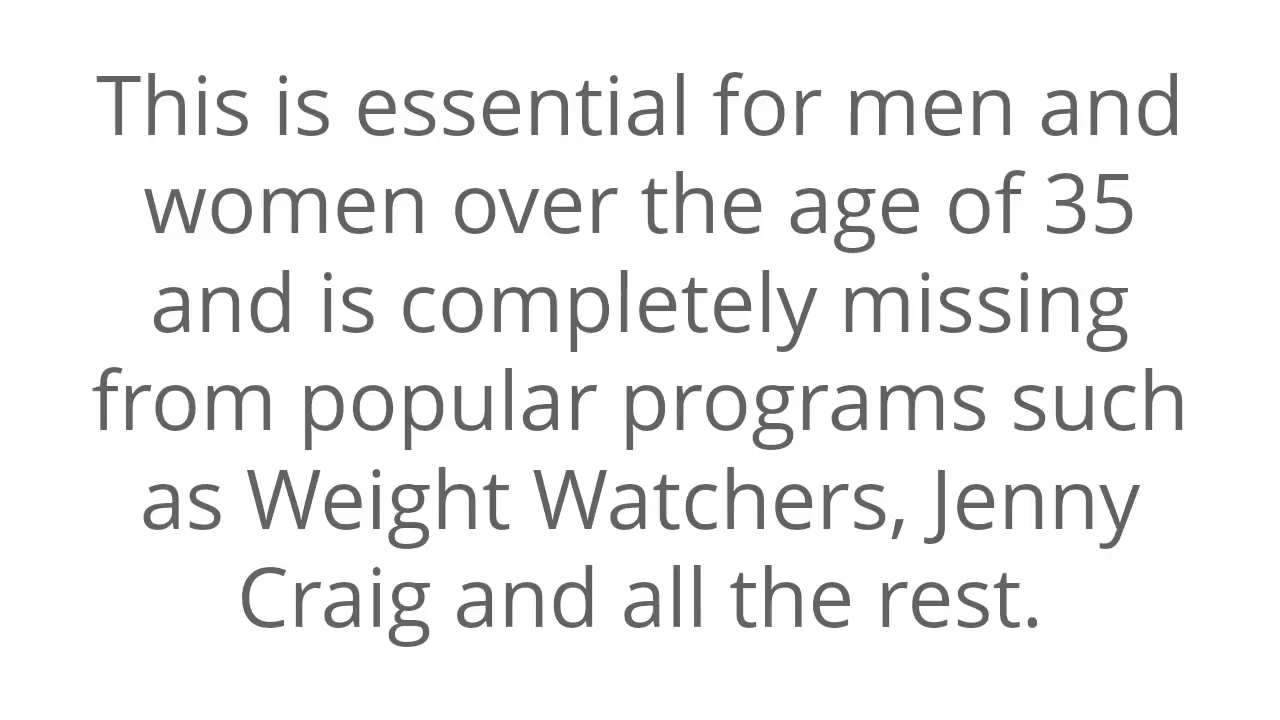 This is essential for men and
women over the age of 35
and is completely missing
from popular programs such
as Weight Watchers, Jenny
Craig and all the rest.